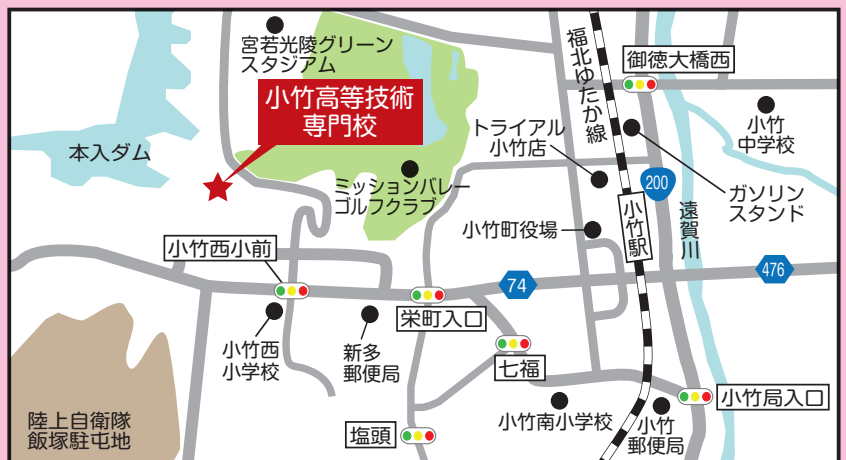 宮若光陵グリーン
スタジアム
小竹高等技術
専門校
本入ダム
ミッションバレー
ゴルフクラブ
福北ゆたか線
御徳大橋西
小竹
中学校
トライアル
小竹店
200
ガソリン
スタンド
小竹町役場
小竹駅
遠賀川
小竹西小前
74
476
栄町入口
小竹西
小学校
新多
郵便局
七福
小竹局入口
陸上自衛隊
飯塚駐屯地
塩頭
小竹南小学校
小竹
郵便局